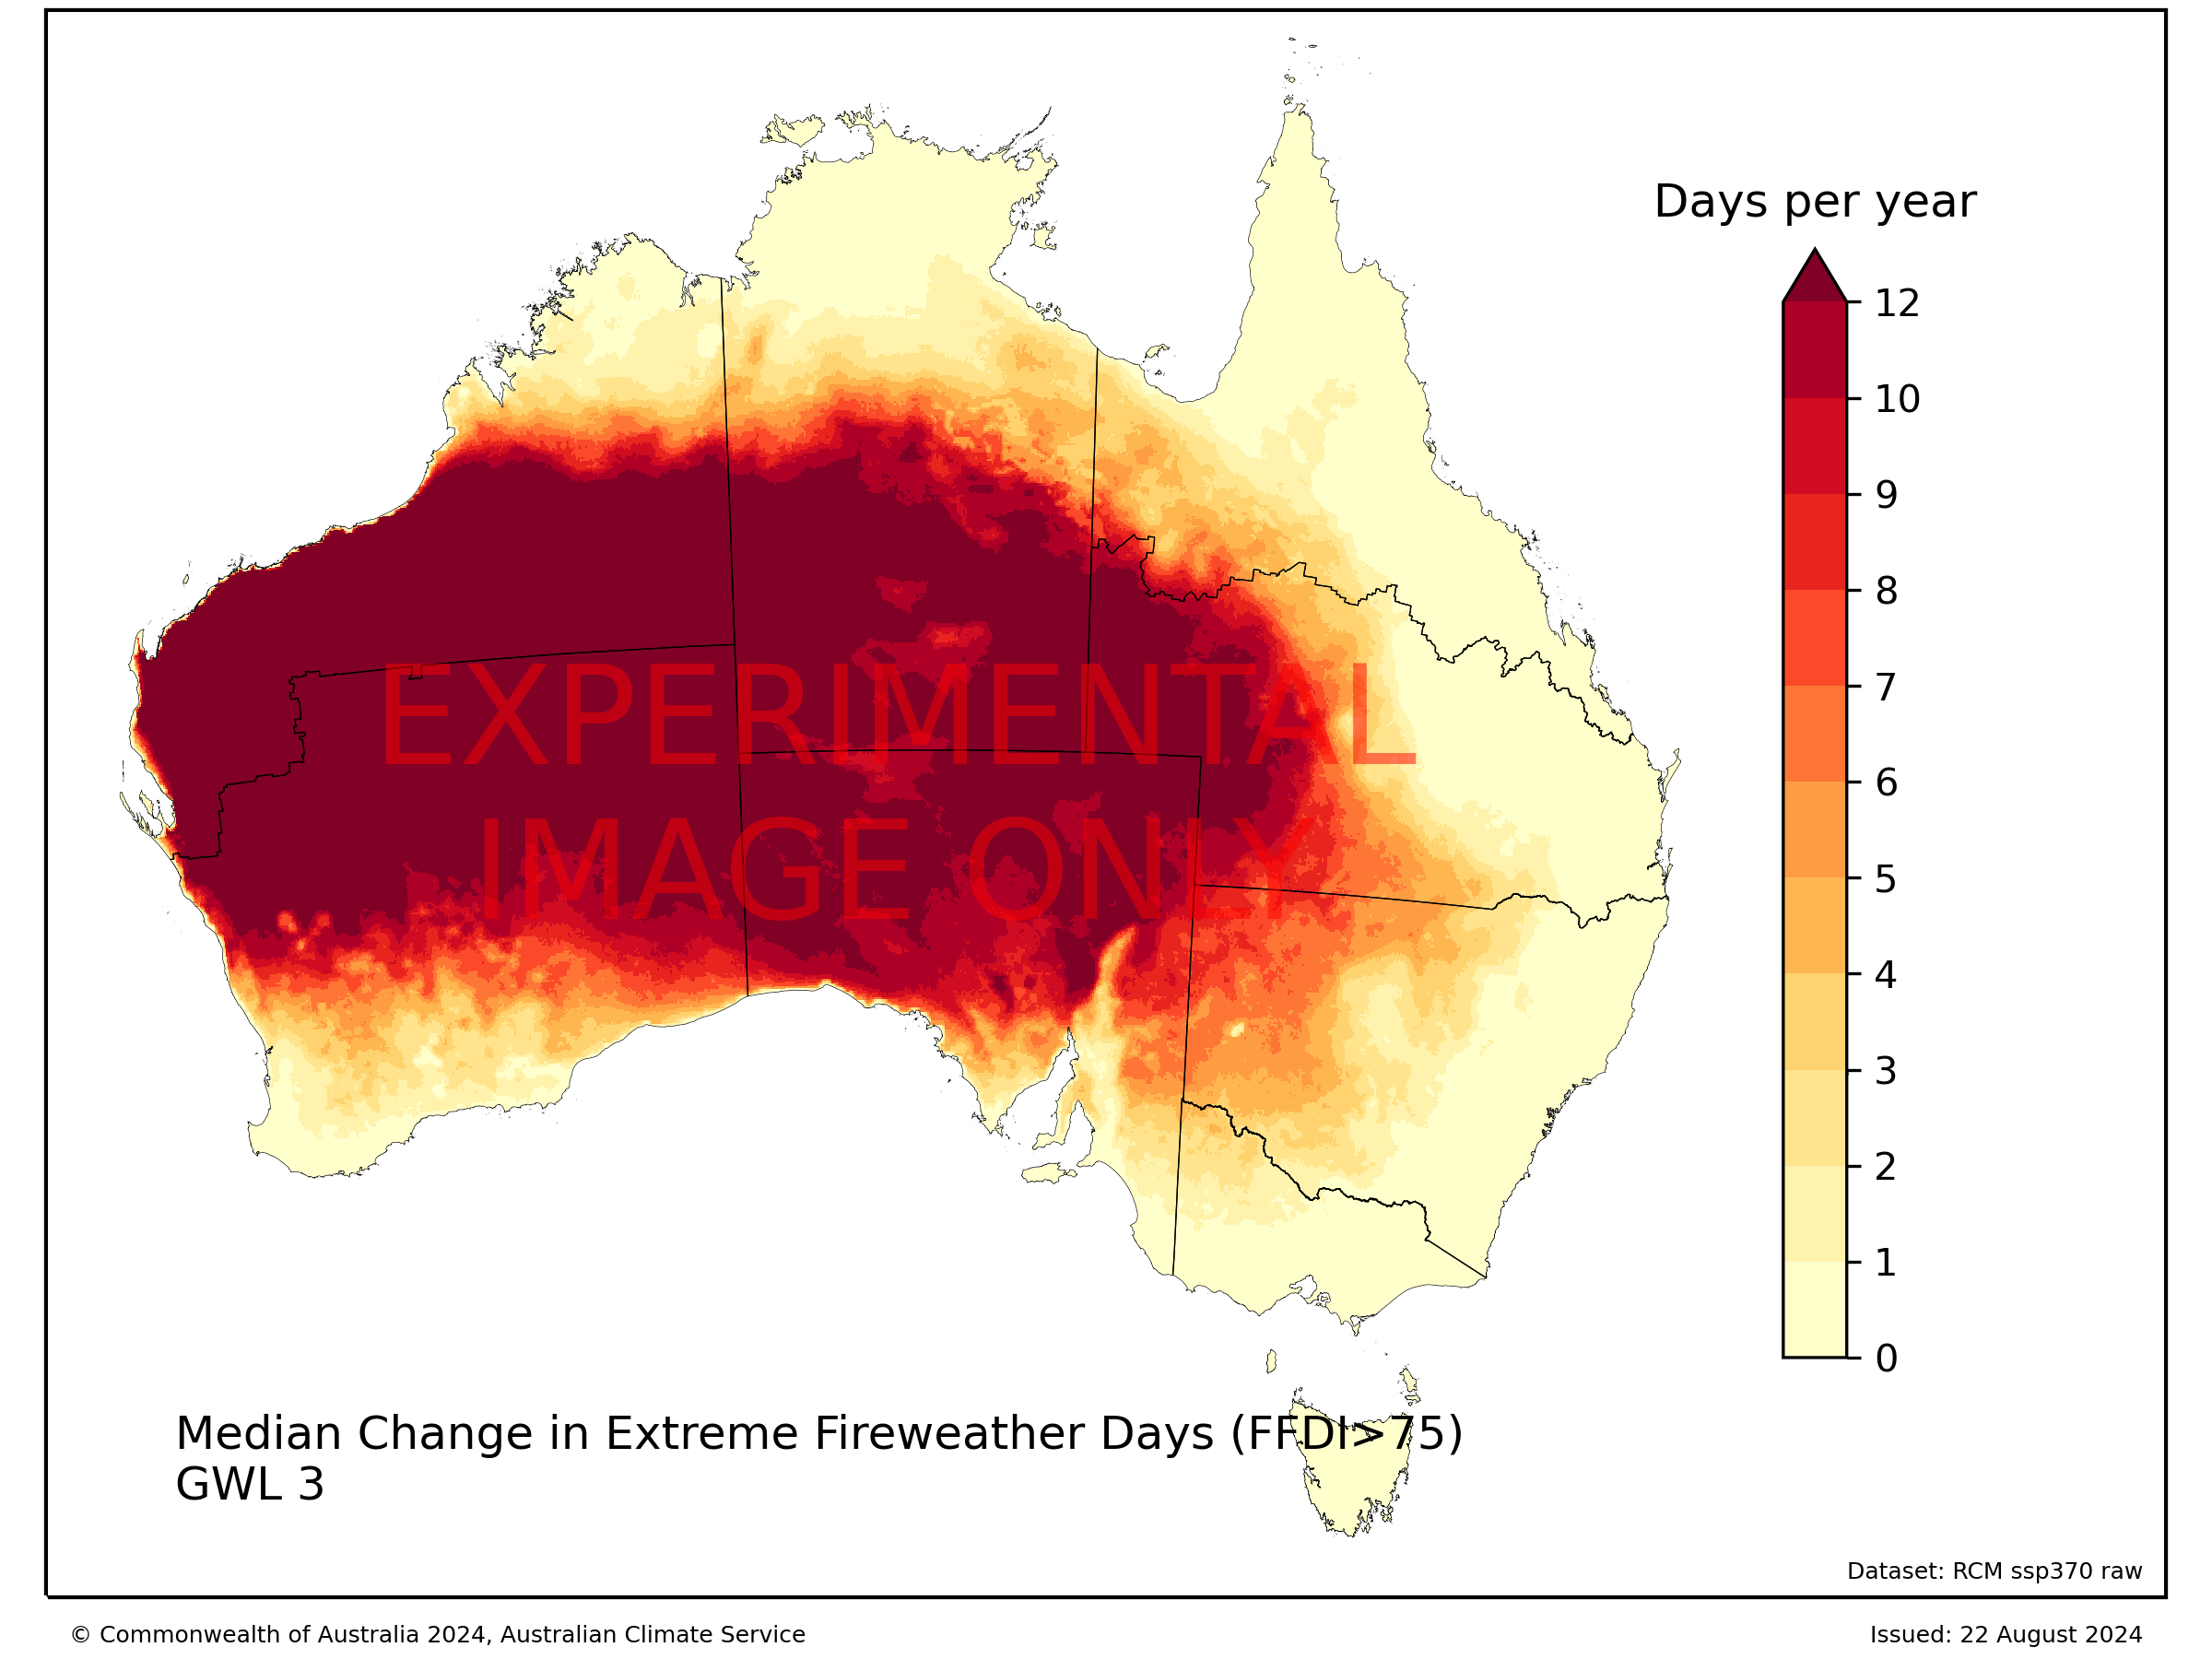 Days per year
12
10
9
8
7
6
5
4
3
2
1
0
EXPERIMENTAL
IMAGE ONLY
Median Change in Extreme Fireweather Days (FFDI>75)
GWL 3
Dataset: RCM ssp370 raw
© Commonwealth of Australia 2024, Australian Climate Service
Issued: 22 August 2024